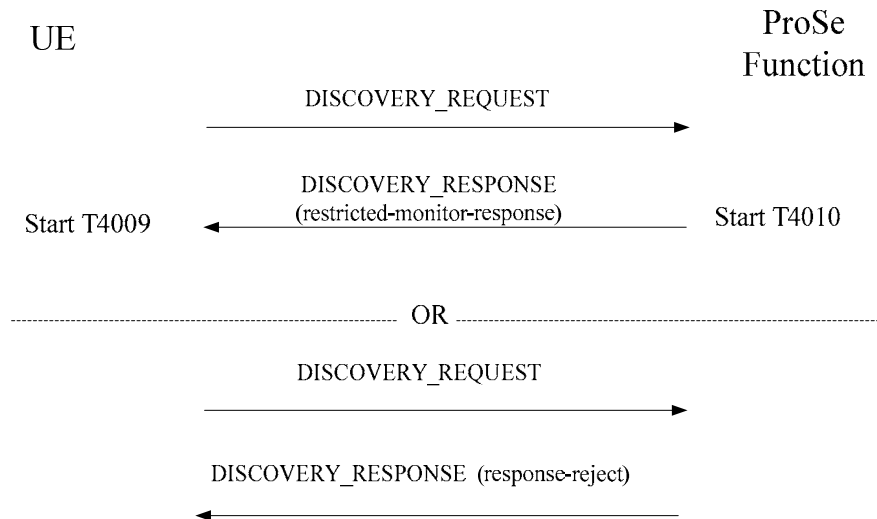 UE
ProSe
Function
DISCOVERY_REQUEST
DISCOVERY_RESPONSE
(restricted-monitor-response)
Start T4009
Start T4010
OR
DISCOVERY_REQUEST
DISCOVERY_RESPONSE (response-reject)